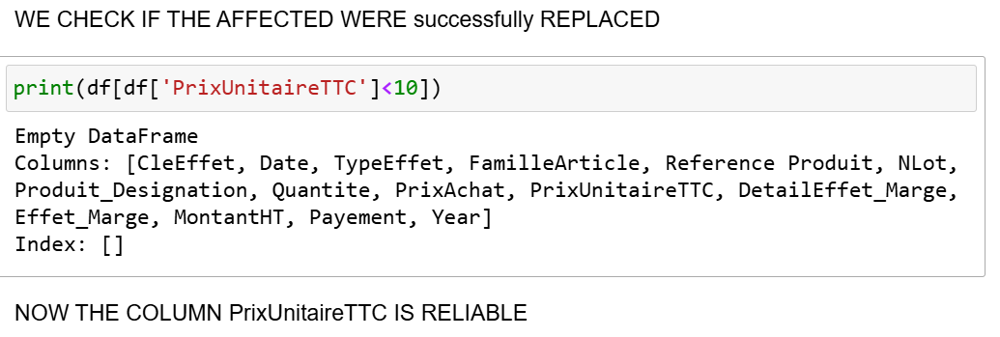 WE CHECK IF THE AFFECTED WERE successfully REPLACED
print(df[df['PrixUnitaireTTC']<10])
Empty DataFrame
Columns: [CleEffet, Date, TypeEffet, FamilleArticle, Reference Produit, NLot,
Produit_Designation, Quantite, PrixAchat, PrixUnitaireTTC, DetailEffet_Marge,
Effet_Marge, MontantHT, Payement, Year]
Index: []
NOW THE COLUMN PrixUnitaireTTC IS RELIABLE